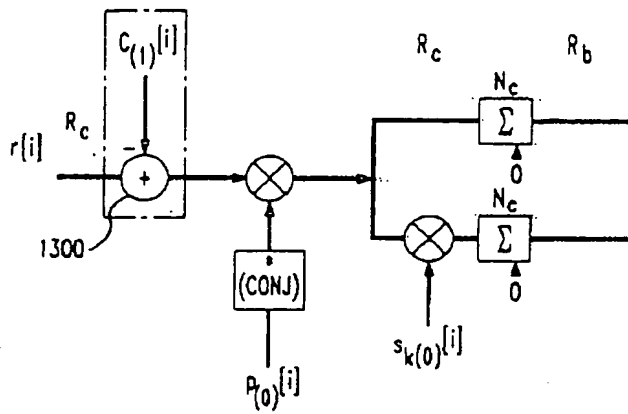 C(1)[i]
Rc
Rb
Rc
Nc
r[i]
−
+
Σ
0
1300
Nc
*
(CONJ)
Σ
0
sk(0)[i]
p(0)[i]